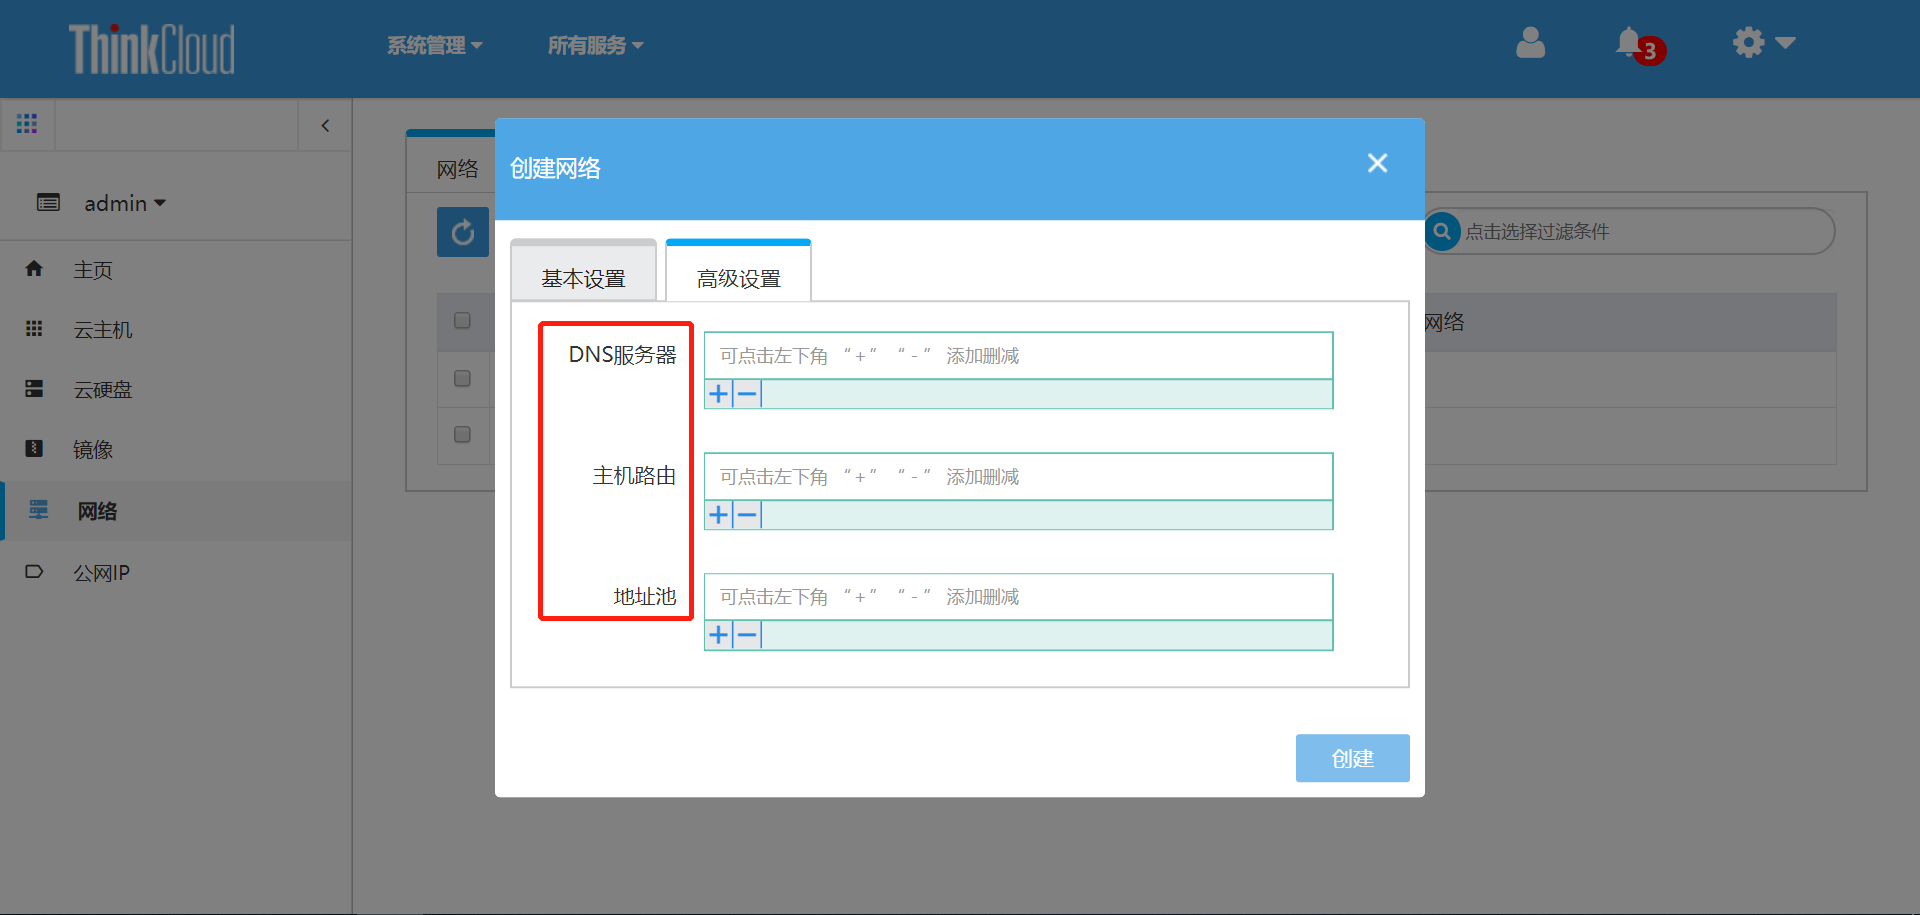 ThinkCloud
系统管理
所有服务
3
admin
主页
云主机
云硬盘
镜像
网络
公网IP
网络
点击选择过滤条件
网络
创建网络
基本设置
高级设置
DNS服务器
可点击左下角 “+” “-” 添加删减
主机路由
可点击左下角 “+” “-” 添加删减
地址池
可点击左下角 “+” “-” 添加删减
创建